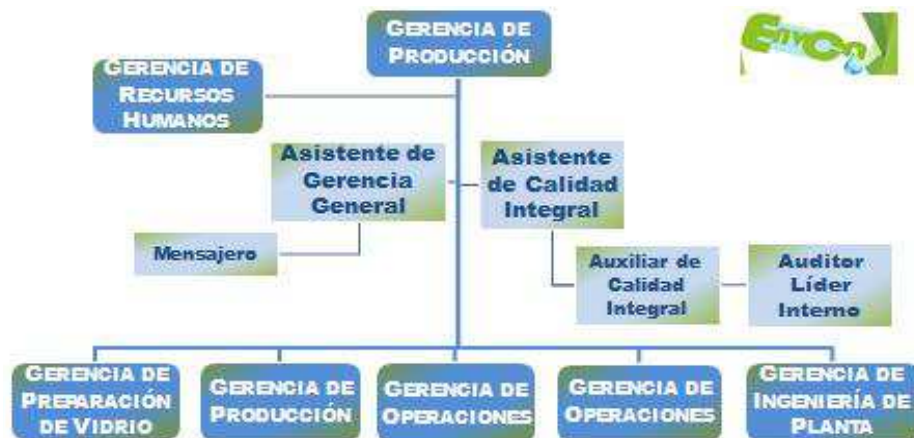 GERENCIA DE
PRODUCCIÓN
GERENCIA DE
RECURSOS
HUMANOS
Asistente de
Gerencia
General
Asistente
de Calidad
Integral
Mensajero
Auxiliar de
Calidad
Integral
Auditor
Líder
Interno
GERENCIA DE
PREPARACIÓN
DE VIDRIO
GERENCIA DE
PRODUCCIÓN
GERENCIA DE
OPERACIONES
GERENCIA DE
OPERACIONES
GERENCIA DE
INGENIERÍA DE
PLANTA